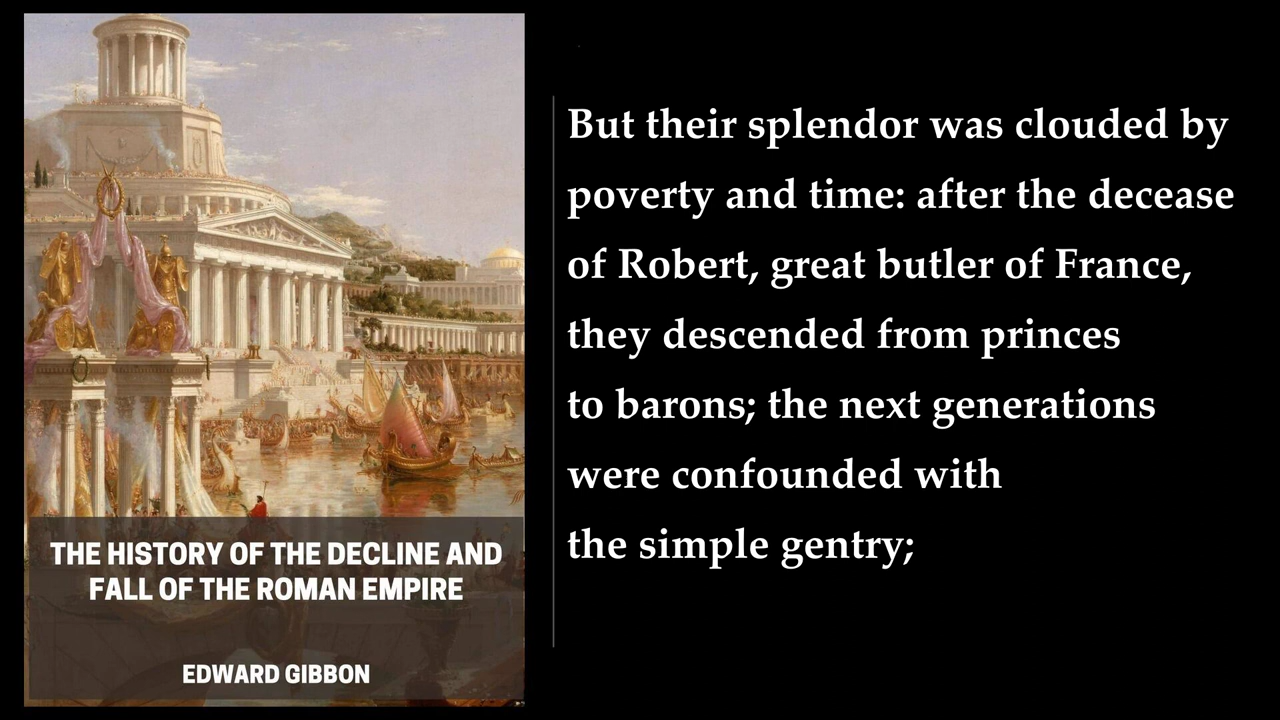 THE HISTORY OF THE DECLINE AND
FALL OF THE ROMAN EMPIRE
EDWARD GIBBON
But their splendor was clouded by
poverty and time: after the decease
of Robert, great butler of France,
they descended from princes
to barons; the next generations
were confounded with
the simple gentry;